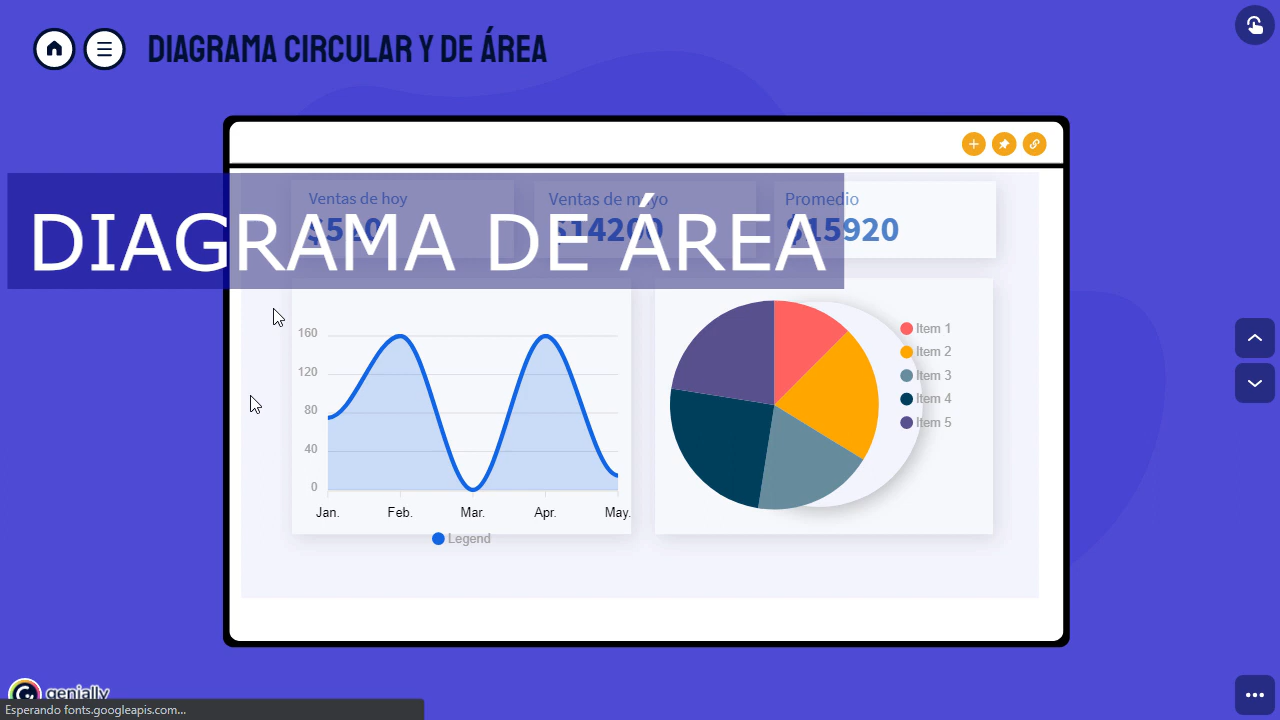 DIAGRAMA CIRCULAR Y DE ÁREA
Ventas de hoy
Ventas de mayo
Promedio
$14200
$15920
DIAGRAMA DE ÁREA
160
120
80
40
0
Jan. Feb. Mar. Apr. May.
Legend
Item 1
Item 2
Item 3
Item 4
Item 5
genially
Esperando fonts.googleapis.com...